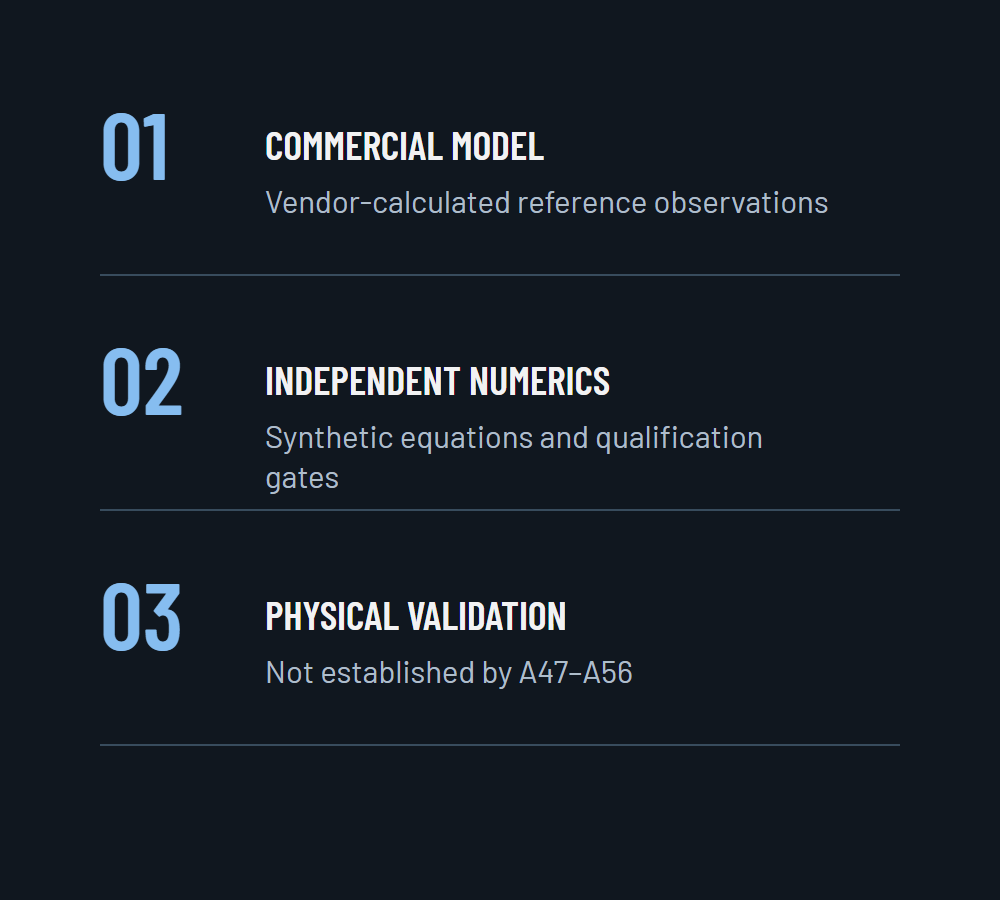 01
COMMERCIAL MODEL
Vendor-calculated reference observations
02
INDEPENDENT NUMERICS
Synthetic equations and qualification
gates
03
PHYSICAL VALIDATION
Not established by A47–A56